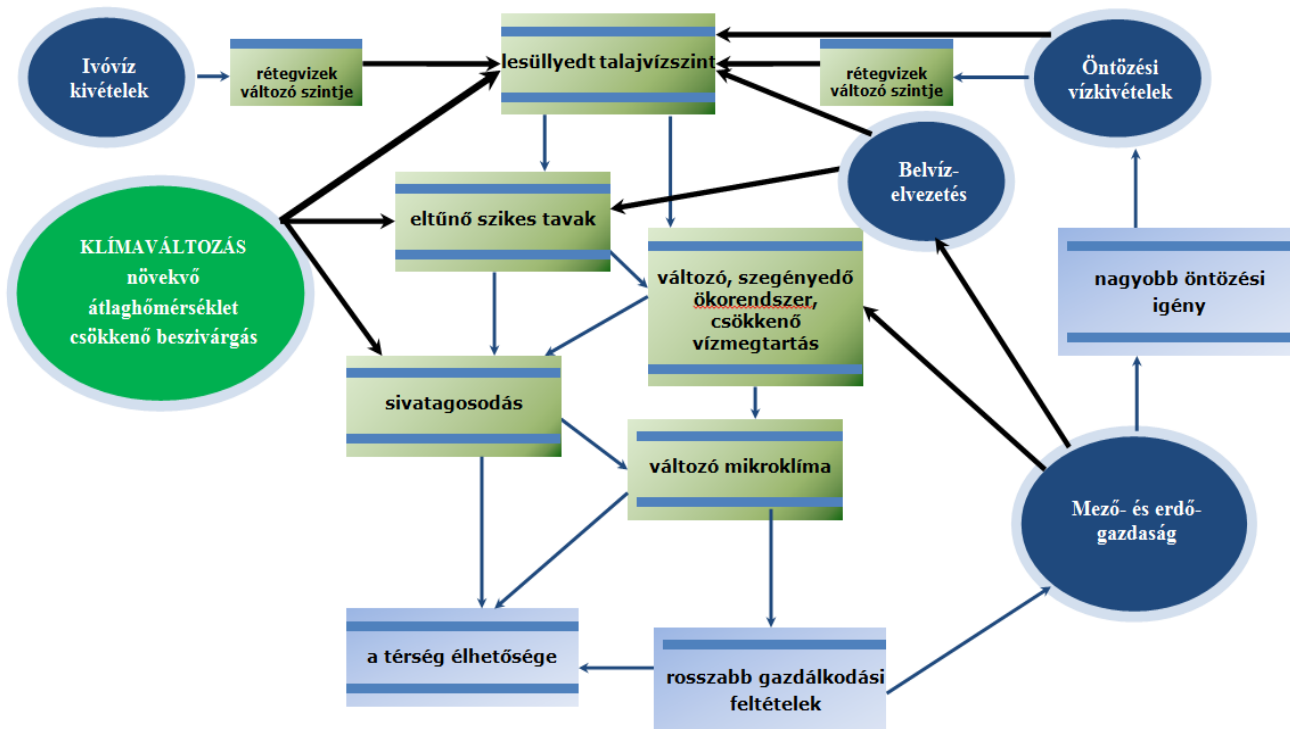 Ivóvíz
kivételek
rétegvizek
változó szintje
lesüllyedt talajvízszint
rétegvizek
változó szintje
Öntözési
vízkivételek
Belvíz-
elvezetés
eltűnő szikes tavak
KLÍMAVÁLTOZÁS
növekvő
átlaghőmérséklet
csökkenő beszivárgás
változó, szegényedő
ökorendszer,
csökkenő
vízmegtartás
nagyobb öntözési
igény
sivatagosodás
változó mikroklíma
Mező- és erdő-
gazdaság
a térség élhetősége
rosszabb gazdálkodási
feltételek